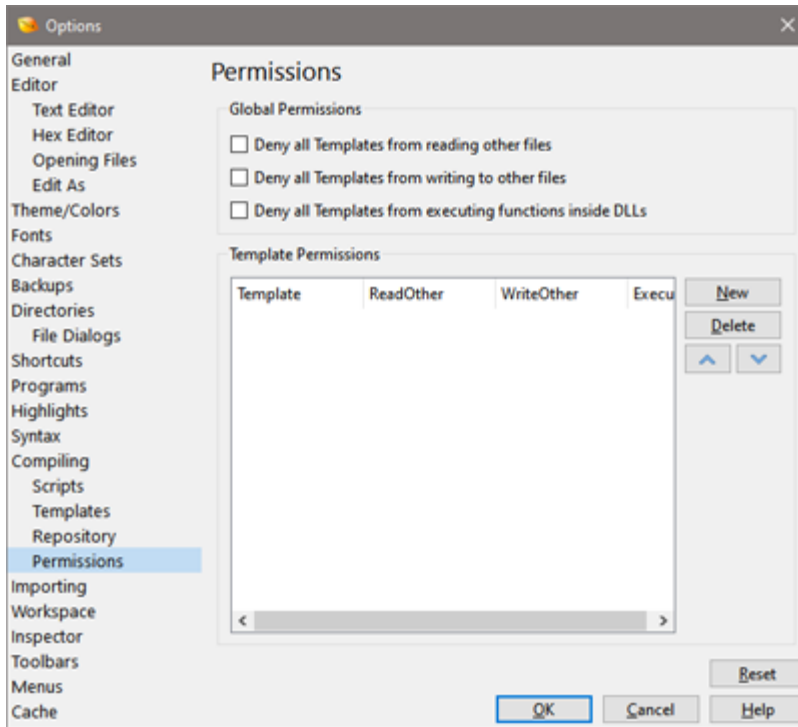 Options
General
Editor
Text Editor
Hex Editor
Opening Files
Edit As
Theme/Colors
Fonts
Character Sets
Backups
Directories
File Dialogs
Shortcuts
Programs
Highlights
Syntax
Compiling
Scripts
Templates
Repository
Permissions
Importing
Workspace
Inspector
Toolbars
Menus
Cache
Permissions
Global Permissions
Deny all Templates from reading other files
Deny all Templates from writing to other files
Deny all Templates from executing functions inside DLLs
Template Permissions
Template ReadOther WriteOther Execu
New
Delete
Reset
OK Cancel Help